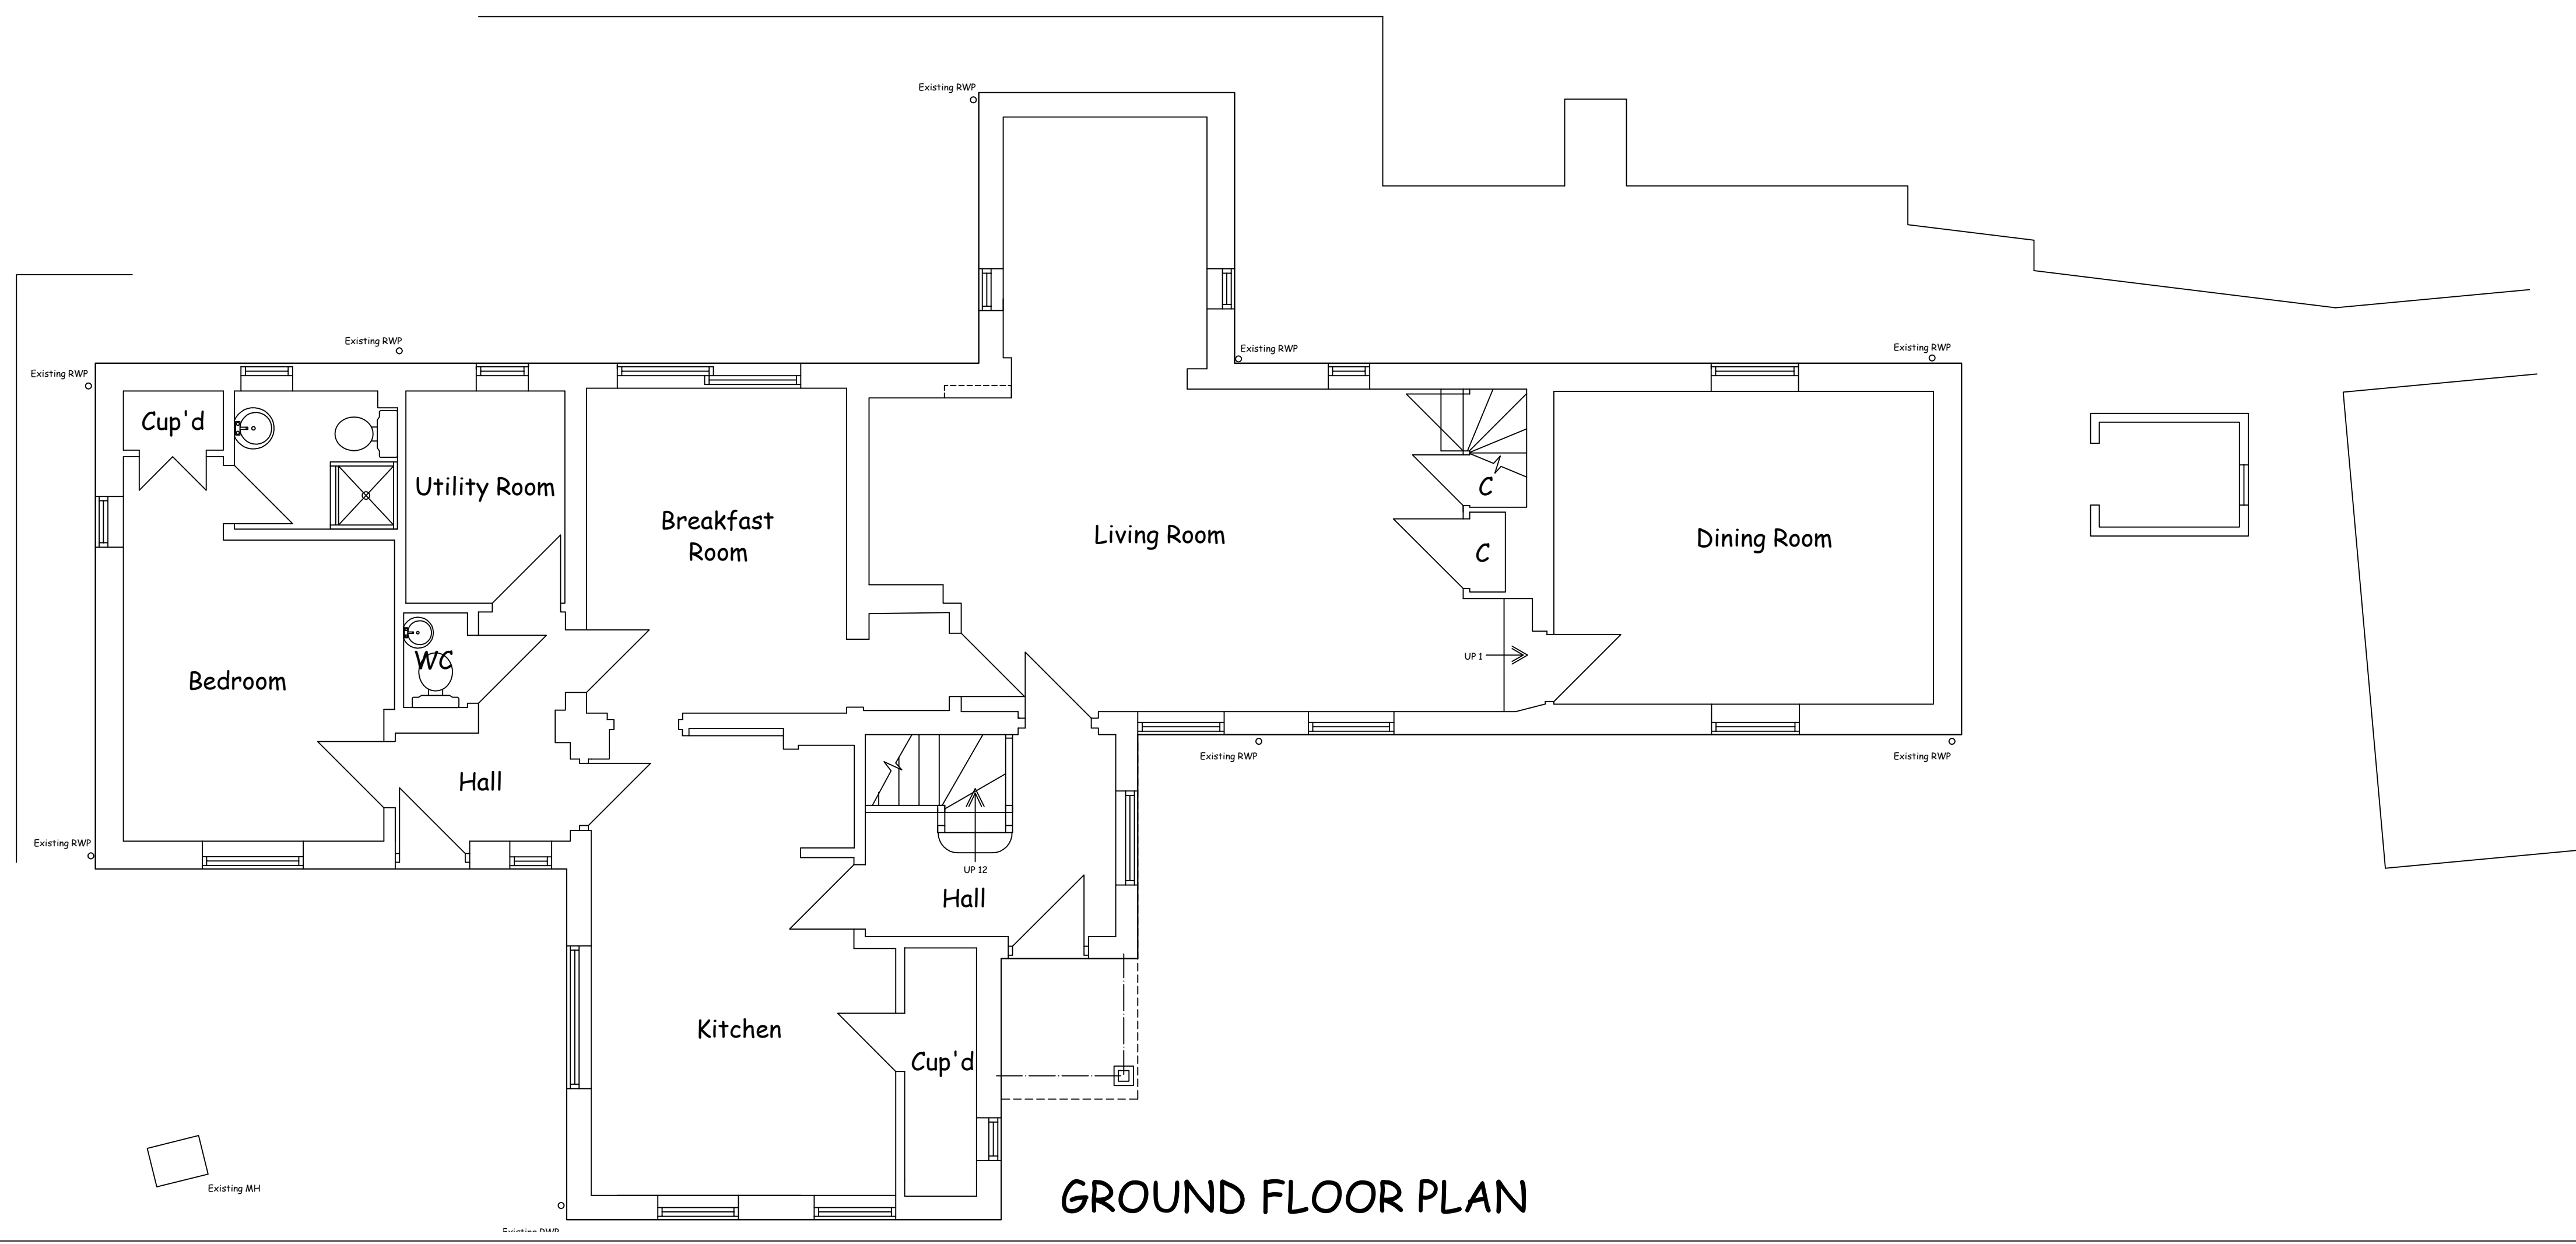 Existing RWP
Existing RWP
Existing RWP
Existing RWP
Existing RWP
Cup'd
Utility Room
C
Breakfast
Room
Living Room
Dining Room
C
WC
UP 1
Bedroom
Existing RWP
Existing RWP
Hall
Existing RWP
UP 12
Hall
Kitchen
Cup'd
Existing MH
GROUND FLOOR PLAN
Existing RWP